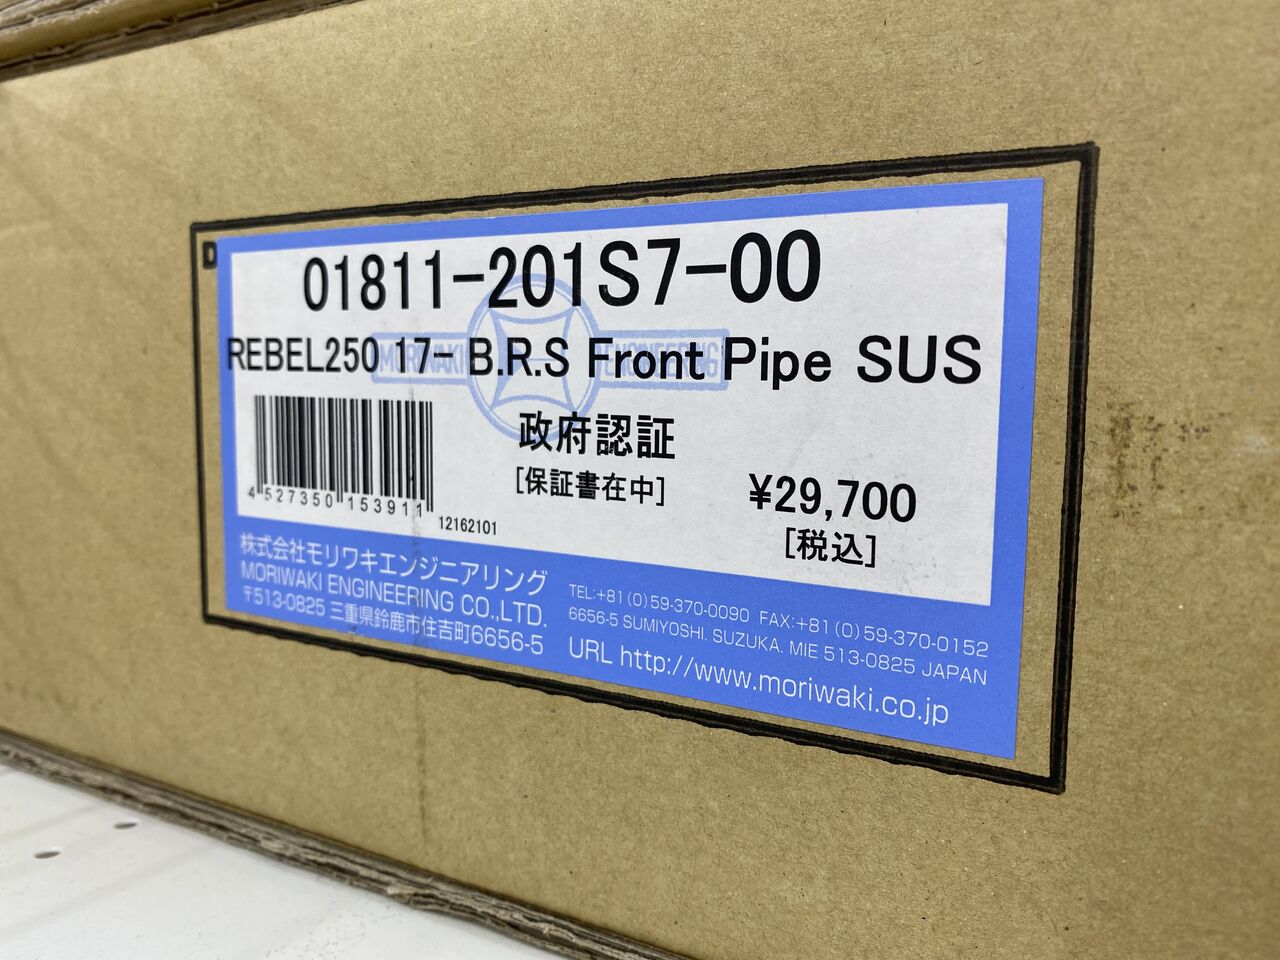 D
01811-201S7-00
MORIWAKI ENGINEERING
REBEL250 17- B.R.S Front Pipe SUS
政府認証
[保証書在中]
¥29,700
[税込]
4 527350 153911
12162101
株式会社モリワキエンジニアリング
MORIWAKI ENGINEERING CO.,LTD.
〒513-0825 三重県鈴鹿市住吉町6656-5
TEL:+81(0)59-370-0090 FAX:+81(0)59-370-0152
6656-5 SUMIYOSHI. SUZUKA. MIE 513-0825 JAPAN
URL http://www.moriwaki.co.jp